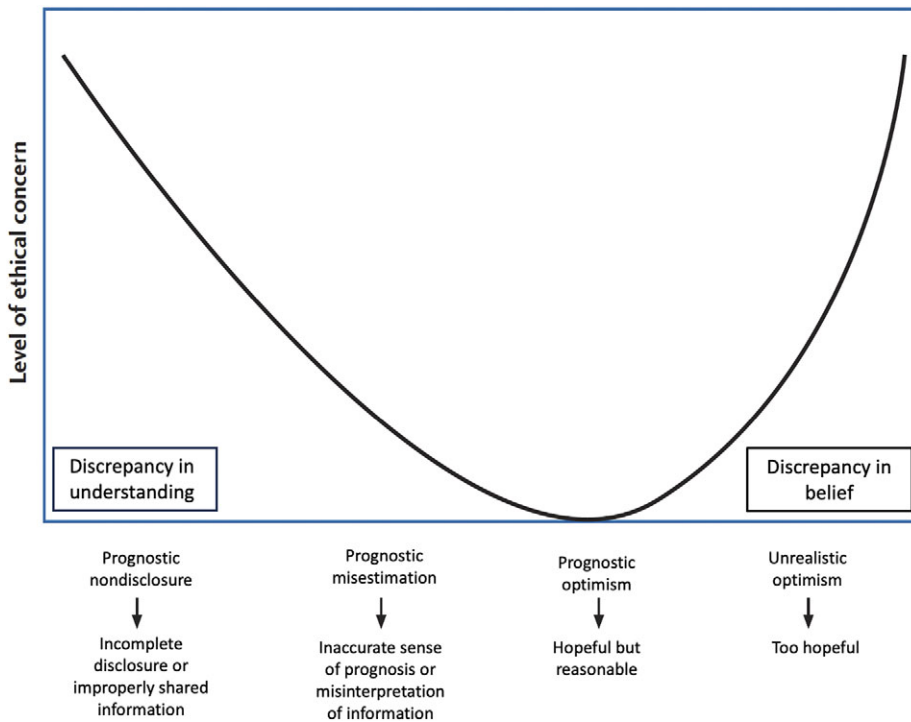 Level of ethical concern
Discrepancy in
understanding
Discrepancy in
belief
Prognostic
nondisclosure
Incomplete
disclosure or
improperly shared
information
Prognostic
misestimation
Inaccurate sense
of prognosis or
misinterpretation
of information
Prognostic
optimism
Hopeful but
reasonable
Unrealistic
optimism
Too hopeful